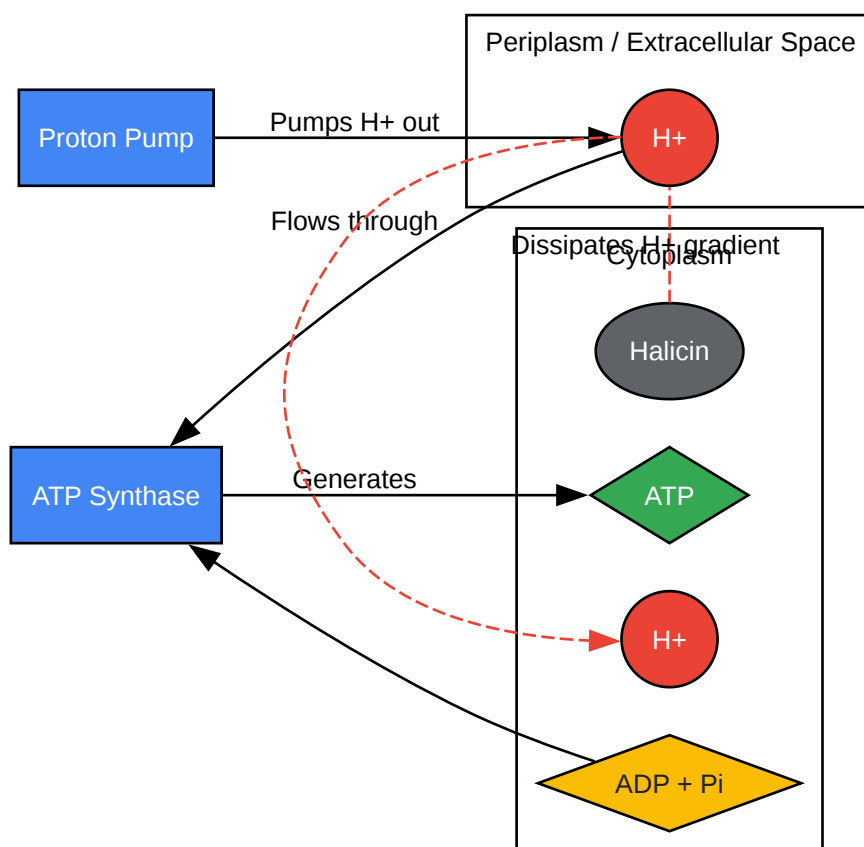 Periplasm / Extracellular Space
Proton Pump
Pumps H+ out
H+
Flows through
Dissipates H+ gradient
Cytoplasm
Halicin
ATP Synthase
Generates
ATP
H+
ADP + Pi